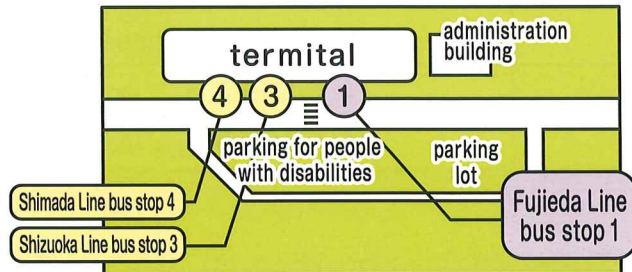 administration
building
termital
4 3 1
parking for people
with disabilities
parking
lot
Shimada Line bus stop 4
Shizuoka Line bus stop 3
Fujieda Line
bus stop 1